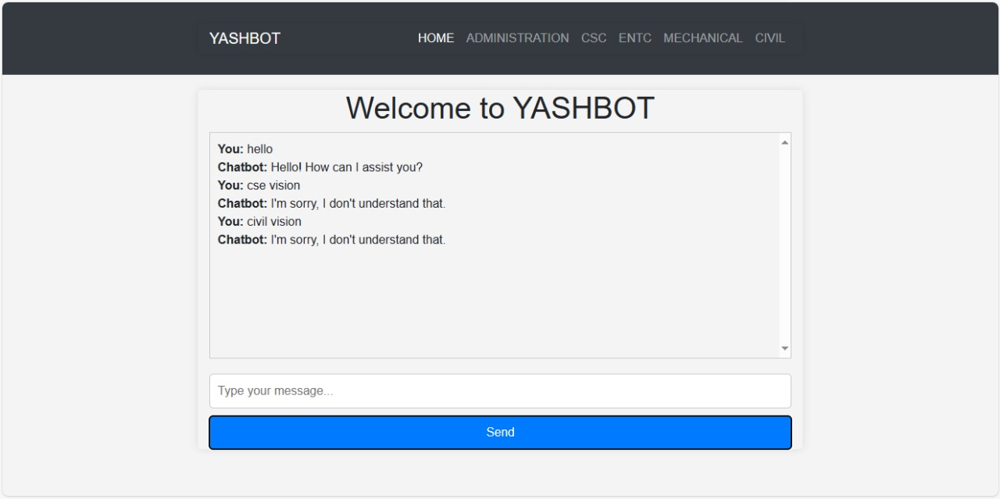 YASHBOT
HOME ADMINISTRATION CSC ENTC MECHANICAL CIVIL
Welcome to YASHBOT
You: hello
Chatbot: Hello! How can I assist you?
You: cse vision
Chatbot: I'm sorry, I don't understand that.
You: civil vision
Chatbot: I'm sorry, I don't understand that.
Type your message...
Send